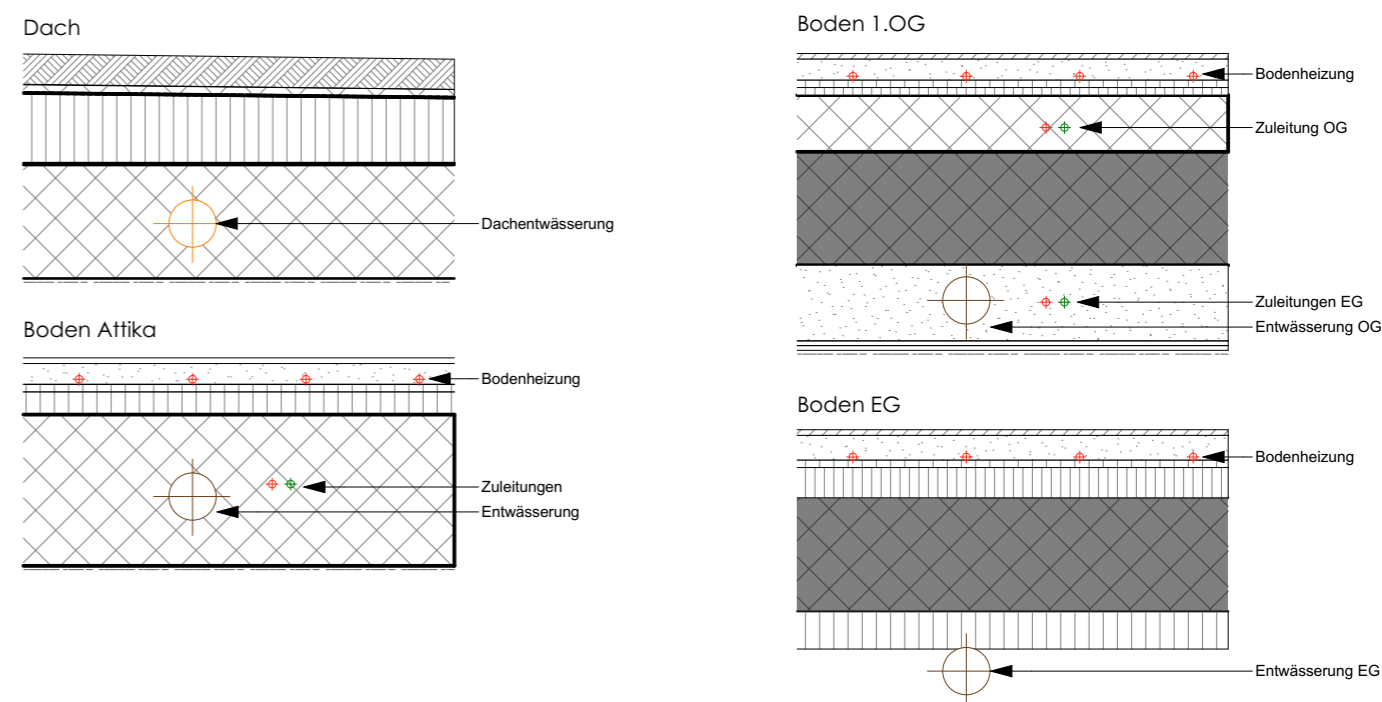 Dach
Dachentwässerung
Boden Attika
Bodenheizung
Zuleitungen
Entwässerung
Boden 1.OG
Bodenheizung
Zuleitung OG
Zuleitungen EG
Entwässerung OG
Boden EG
Bodenheizung
Entwässerung EG